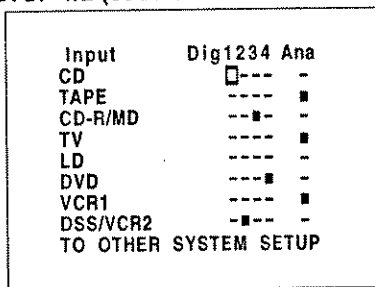 Input Dig1234 Ana
CD □--- -
TAPE ---- ■
CD-R/MD --■- -
TV ---- ■
LD ---- -
DVD ---■ -
VCR1 ---- ■
DSS/VCR2 -■-- -
TO OTHER SYSTEM SETUP